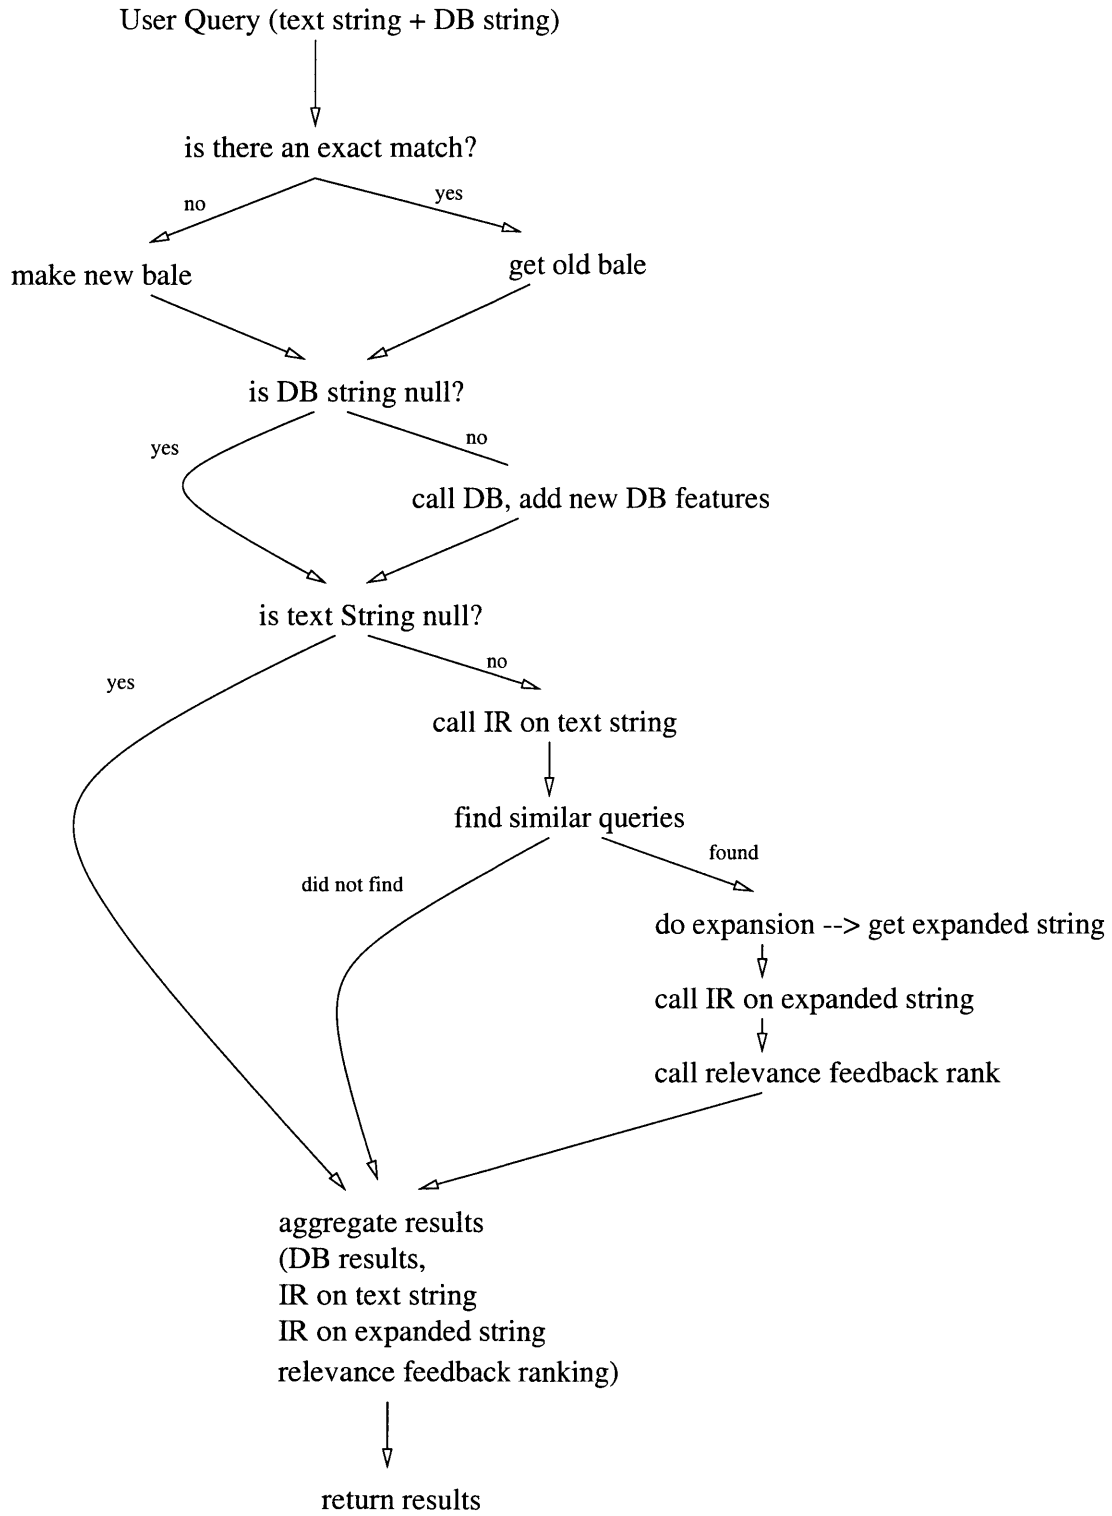 User Query (text string + DB string)
is there an exact match?
no
yes
make new bale
get old bale
is DB string null?
yes
no
call DB, add new DB features
is text String null?
yes
no
call IR on text string
find similar queries
did not find
found
do expansion --> get expanded string
call IR on expanded string
call relevance feedback rank
aggregate results
(DB results,
IR on text string
IR on expanded string
relevance feedback ranking)
return results